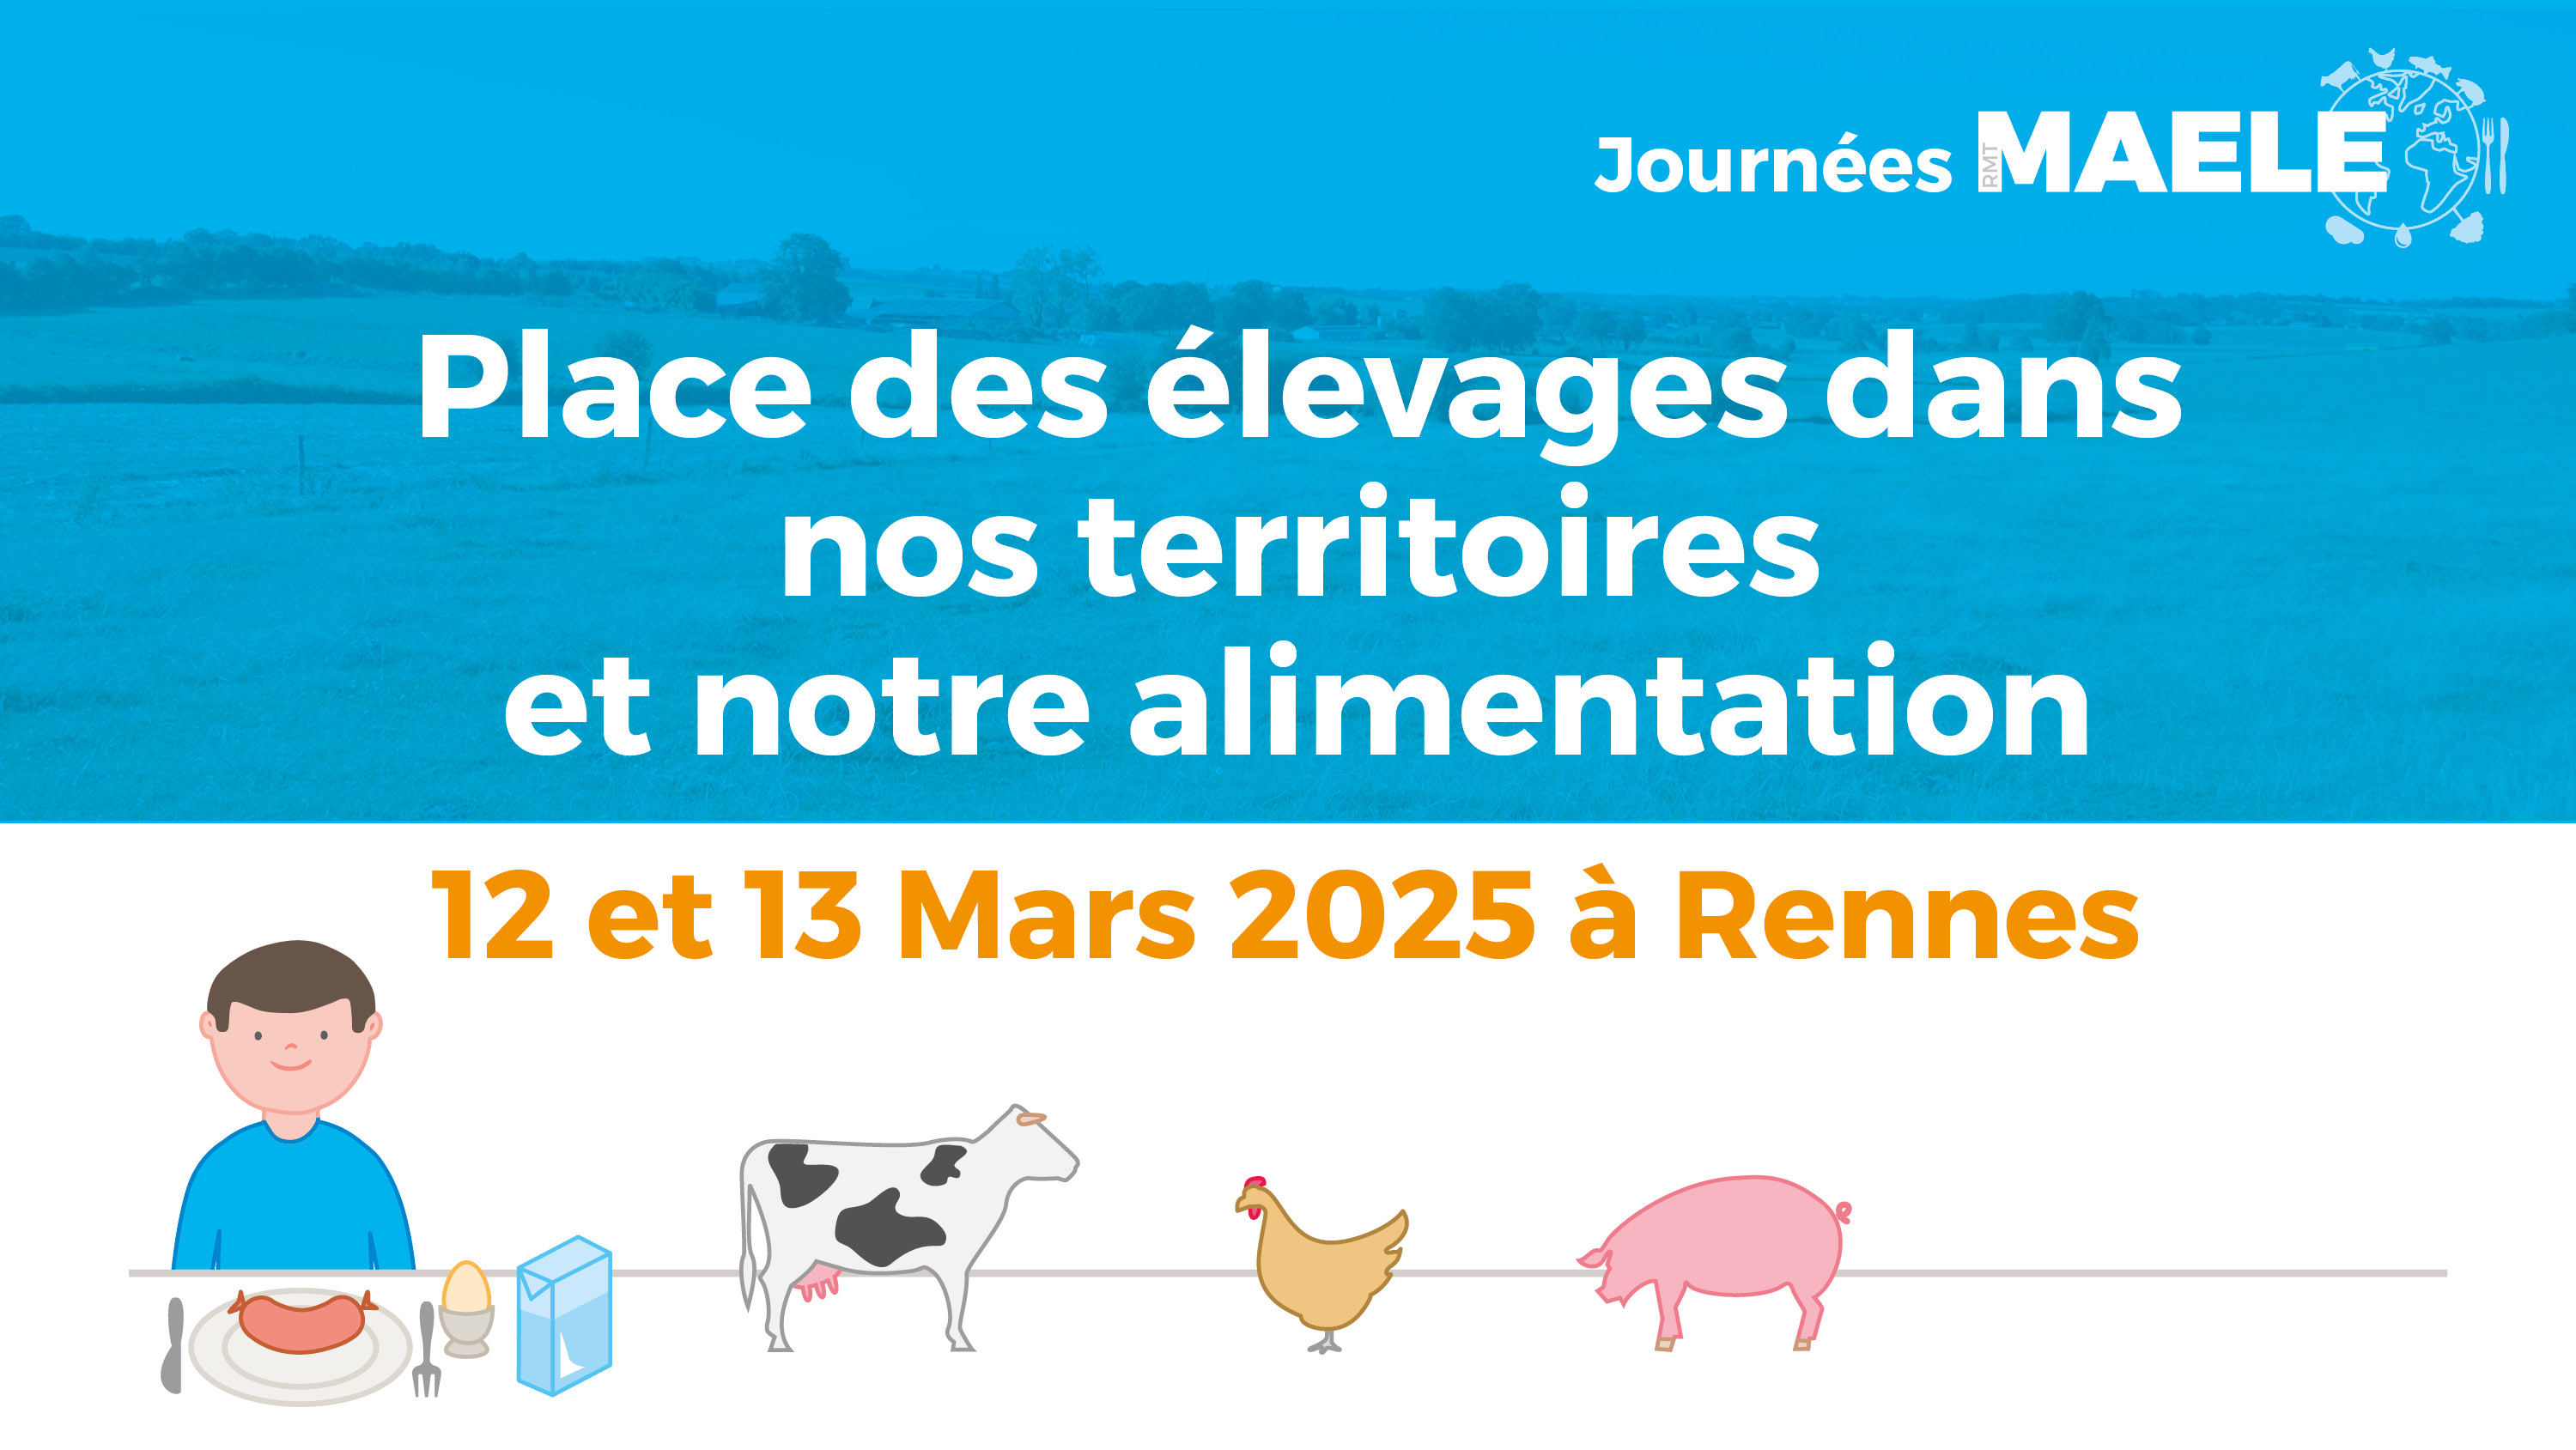 Journées RMT MAELE
Place des élevages dans
nos territoires
et notre alimentation
12 et 13 Mars 2025 à Rennes